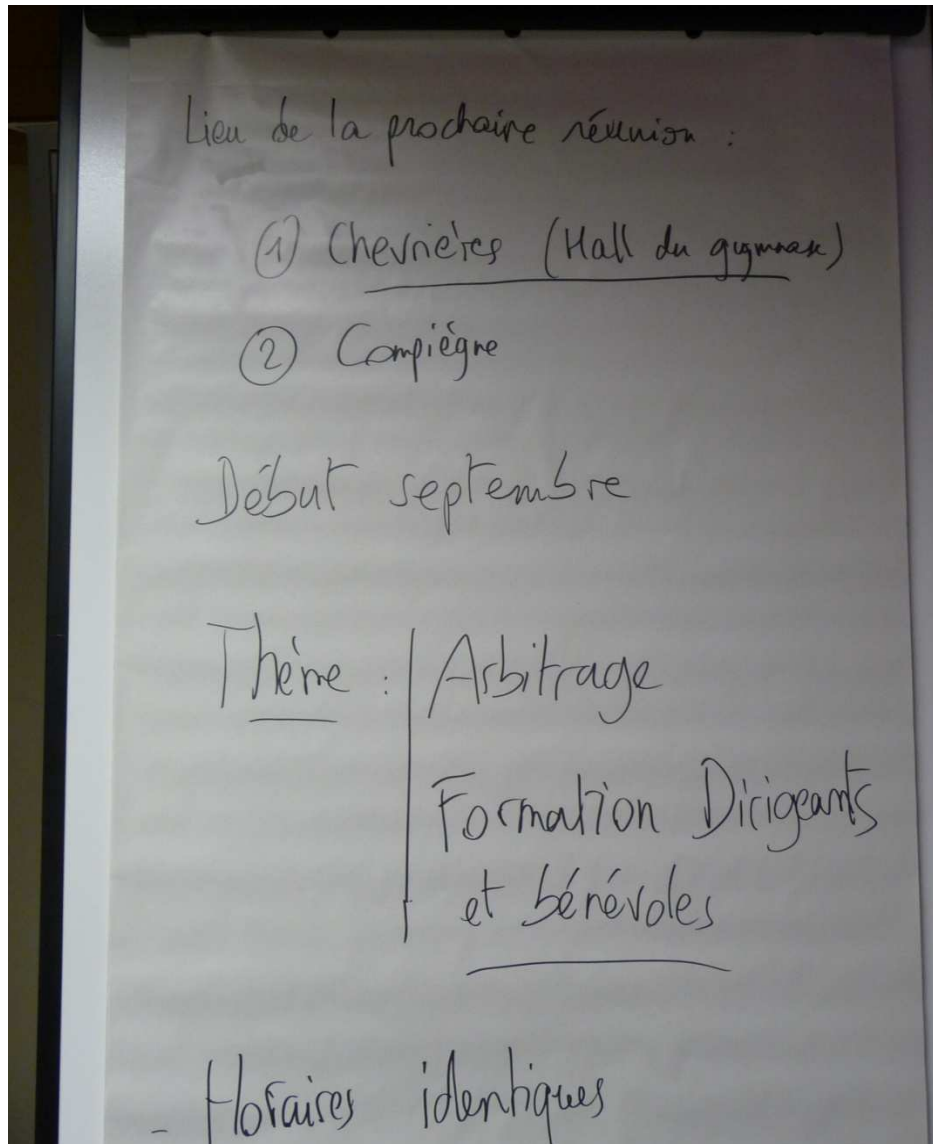 Lieu de la prochaine réunion :
① Chevrières (Hall du gymnase)
② Compiègne
Début septembre
Thème : Arbitrage
Formation Dirigeants
et bénévoles
- Horaires identiques